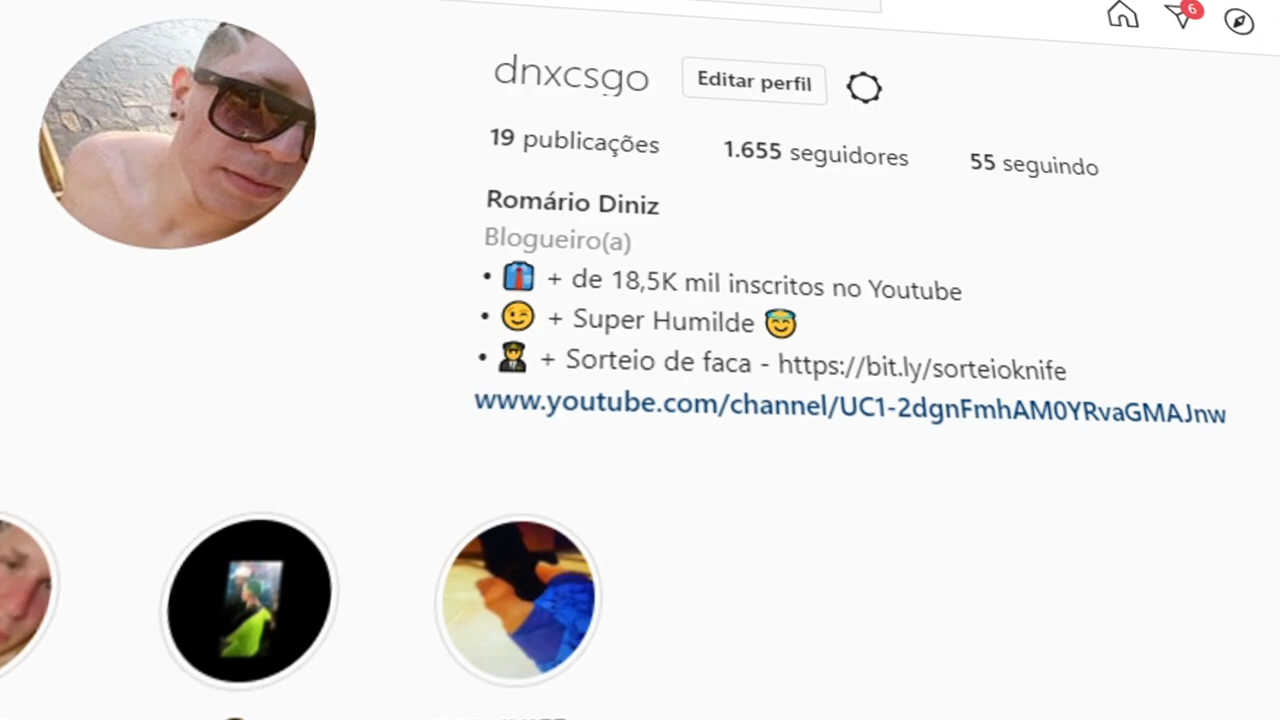 6
dnxcsgo Editar perfil
19 publicações 1.655 seguidores 55 seguindo
Romário Diniz
Blogueiro(a)
• 👔 + de 18,5K mil inscritos no Youtube
• 😉 + Super Humilde 😇
• 👨‍✈️ + Sorteio de faca - https://bit.ly/sorteioknife
www.youtube.com/channel/UC1-2dgnFmhAM0YRvaGMAJnw